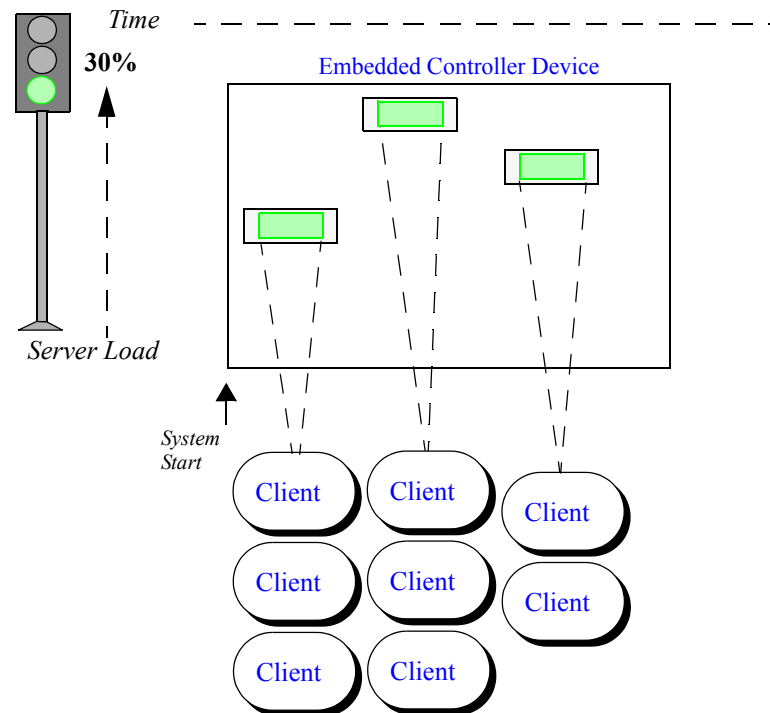 Time
30%
Embedded Controller Device
Server Load
System
Start
Client
Client
Client
Client
Client
Client
Client
Client